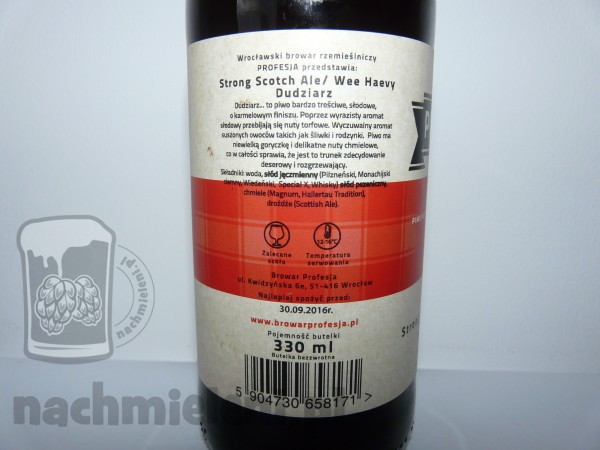 Wrocławski browar rzemieślniczy
PROFESJA przedstawia:
Strong Scotch Ale/ Wee Haevy
Dudziarz
Dudziarz... to piwo bardzo treściwe, słodowe,
o karmelowym finiszu. Poprzez wyrazisty aromat
słodowy przebijają się nuty torfowe. Wyczuwalny aromat
suszonych owoców takich jak śliwki i rodzynki. Piwo ma
niewielką goryczkę i delikatne nuty chmielowe,
co w całości sprawia, że jest to trunek zdecydowanie
deserowy i rozgrzewający.
Składniki: woda, słód jęczmienny (Pilzneński, Monachijski
ciemny, Wiedeński, Special X, Whisky) słód pszeniczny,
chmiele (Magnum, Hallertau Tradition),
drożdże (Scottish Ale).
12-16°C
Zalecane
szkło
Temperatura
serwowania
Browar Profesja
ul. Kwidzyńska 6e, 51-416 Wrocław
Najlepiej spożyć przed:
30.09.2016r.
www.browarprofesja.pl
Pojemność butelki
330 ml
Butelka bezzwrotna
5 904730 658171 >
nachmieleni.pl